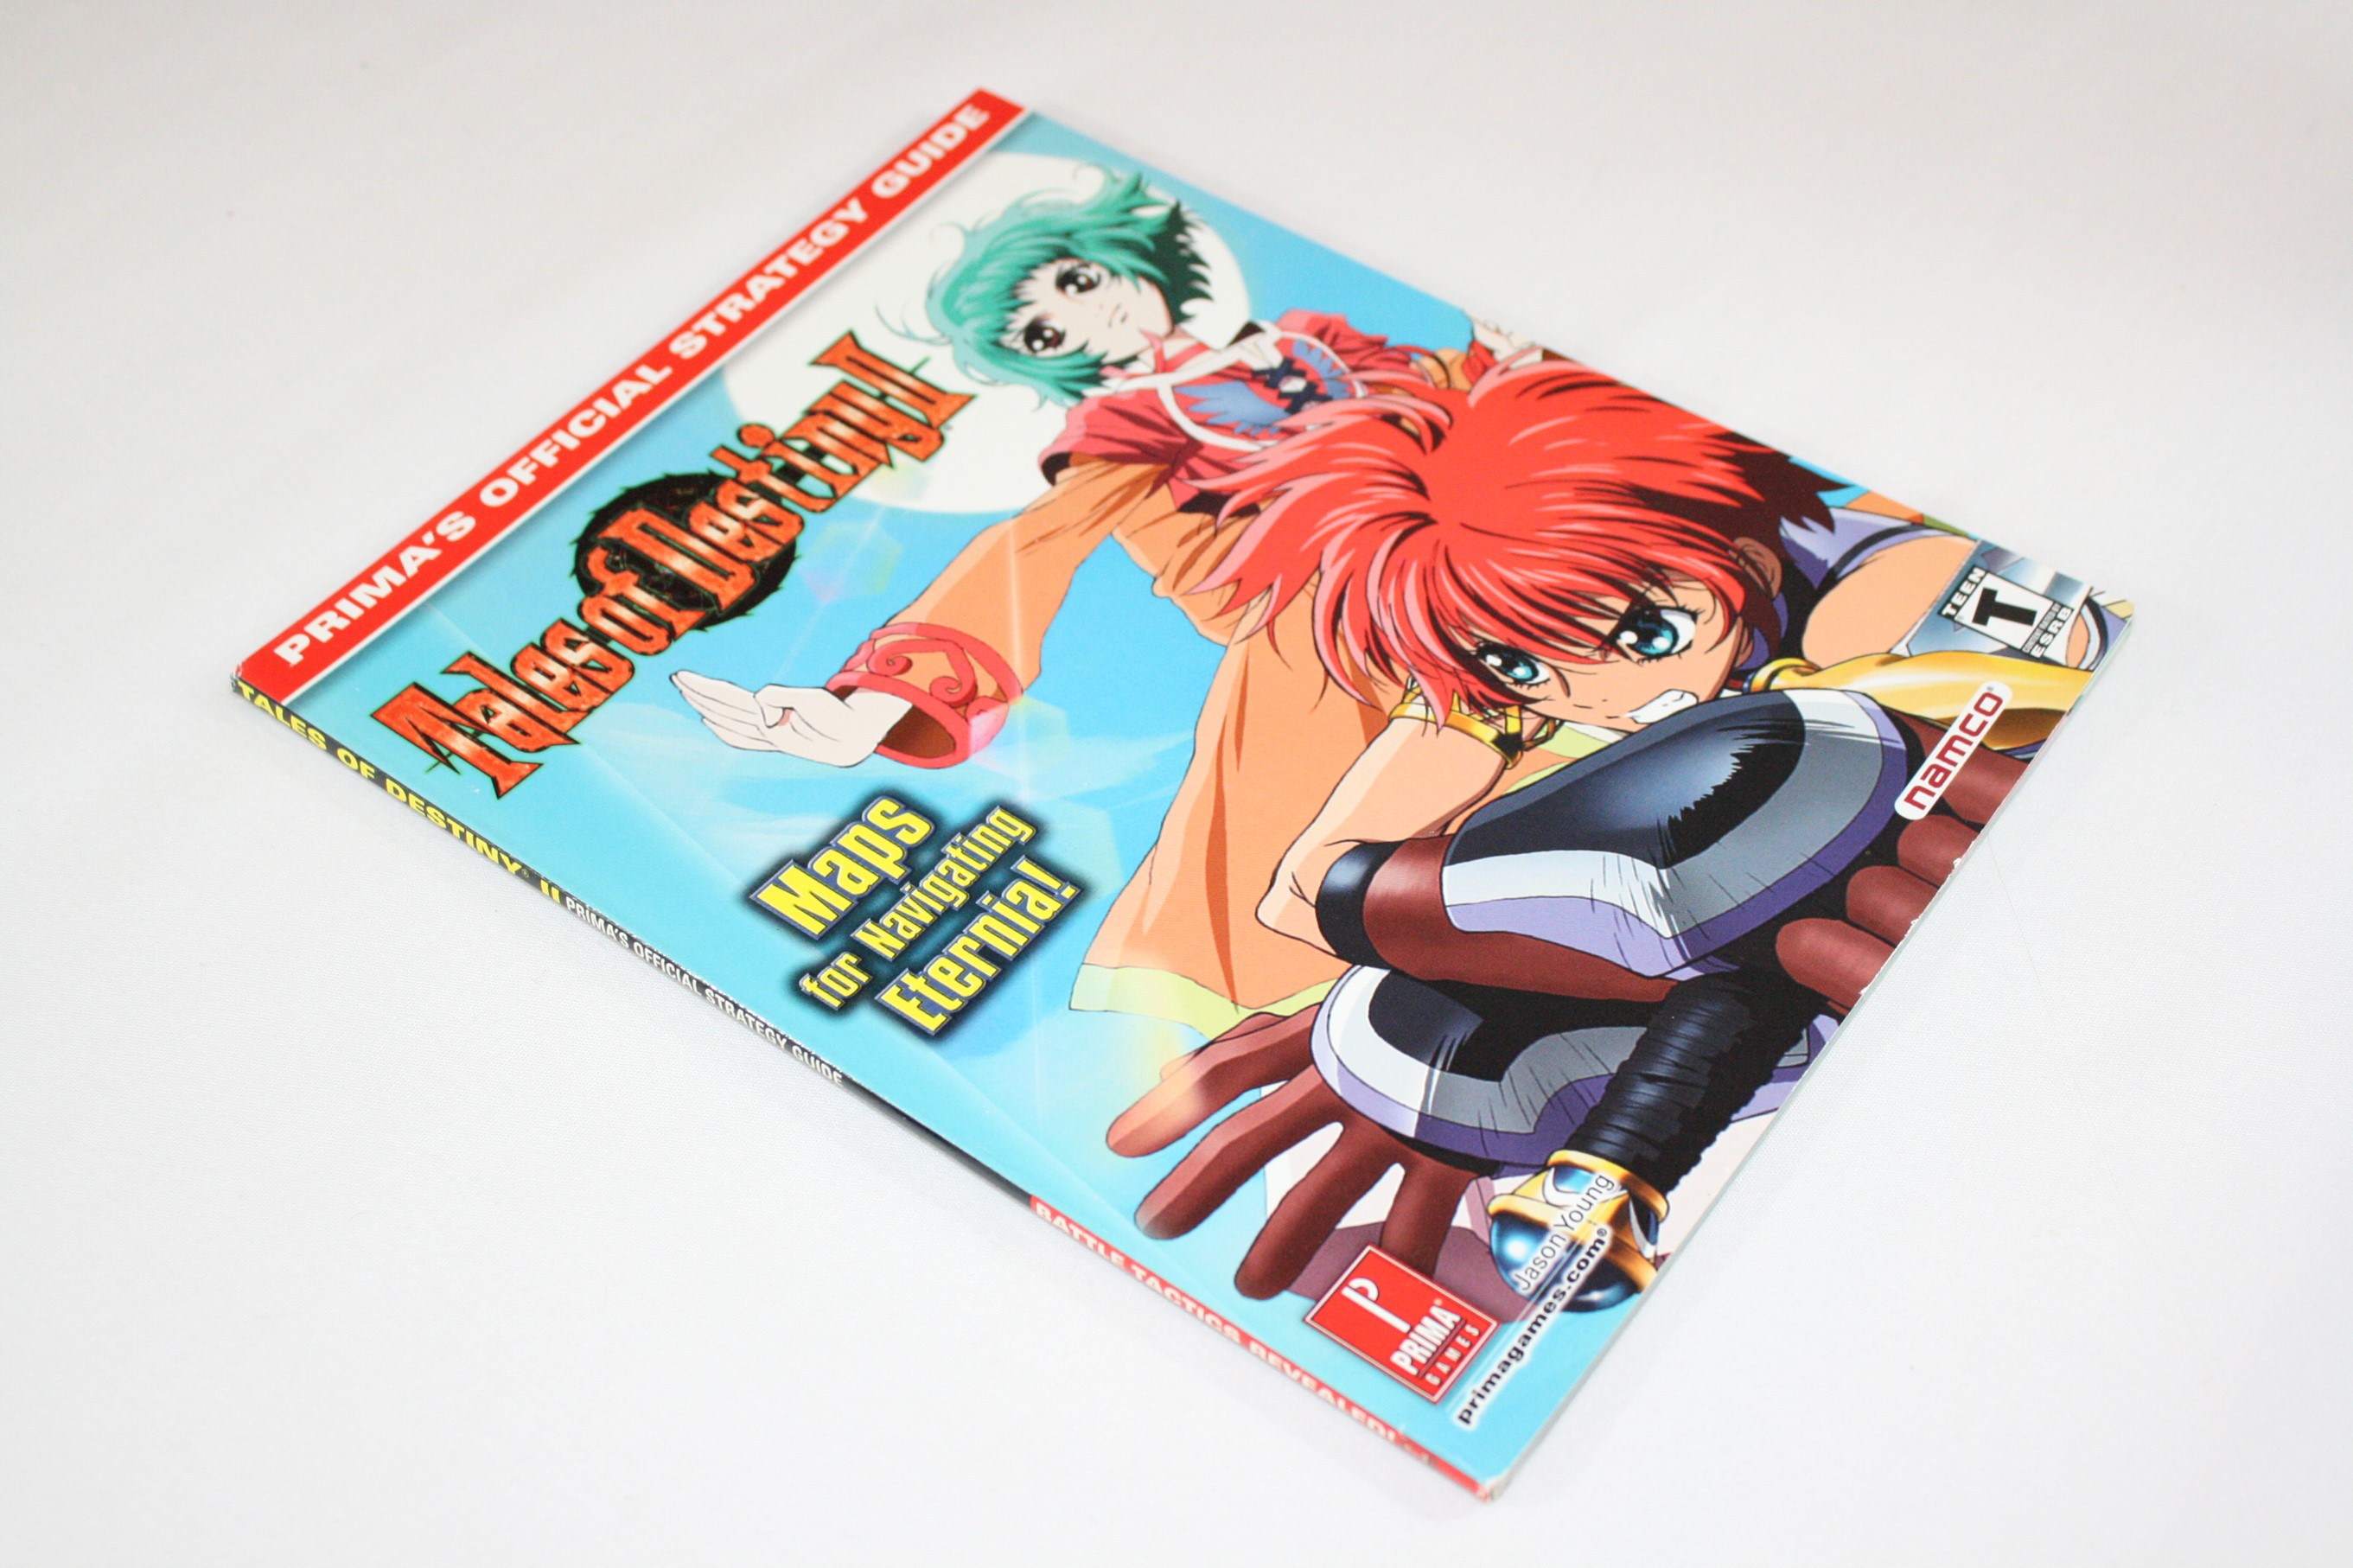 PRIMA'S OFFICIAL STRATEGY GUIDE
Tales of Destiny II
Maps
for Navigating
Eternia!
TEEN
T
ESRB
namco®
Jason Young
primagames.com®
PRIMA®
GAMES
TALES OF DESTINY® II PRIMA'S OFFICIAL STRATEGY GUIDE
BATTLE TACTICS REVEALED!